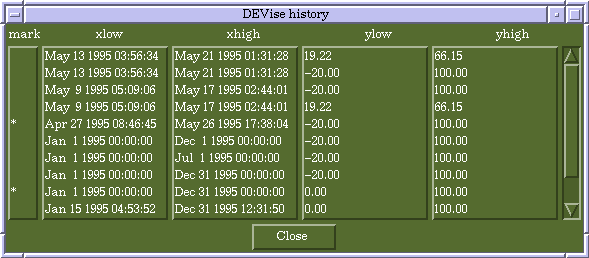 DEVise history
mark xlow xhigh ylow yhigh
May 13 1995 03:56:34 May 21 1995 01:31:28 19.22 66.15
May 13 1995 03:56:34 May 21 1995 01:31:28 −20.00 100.00
May 9 1995 05:09:06 May 17 1995 02:44:01 −20.00 100.00
May 9 1995 05:09:06 May 17 1995 02:44:01 19.22 66.15
* Apr 27 1995 08:46:45 May 26 1995 17:38:04 −20.00 100.00
Jan 1 1995 00:00:00 Dec 1 1995 00:00:00 −20.00 100.00
Jan 1 1995 00:00:00 Jul 1 1995 00:00:00 −20.00 100.00
Jan 1 1995 00:00:00 Dec 31 1995 00:00:00 −20.00 100.00
* Jan 1 1995 00:00:00 Dec 31 1995 00:00:00 0.00 100.00
Jan 15 1995 04:53:52 Dec 31 1995 12:31:50 0.00 100.00
Close